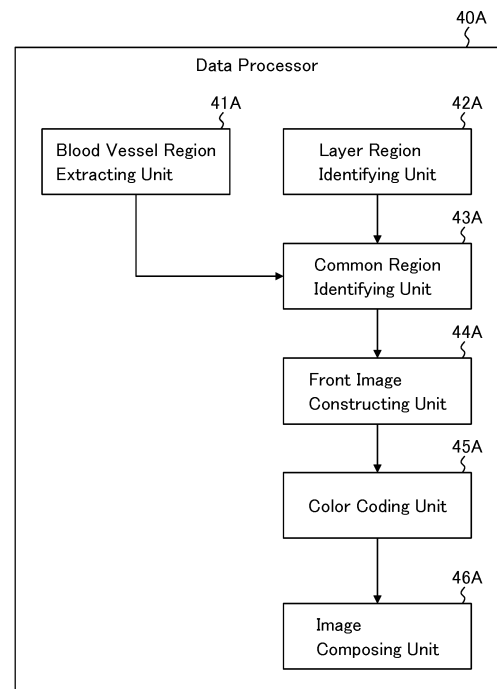 40A
Data Processor
41A
Blood Vessel Region
Extracting Unit
42A
Layer Region
Identifying Unit
43A
Common Region
Identifying Unit
44A
Front Image
Constructing Unit
45A
Color Coding Unit
46A
Image
Composing Unit